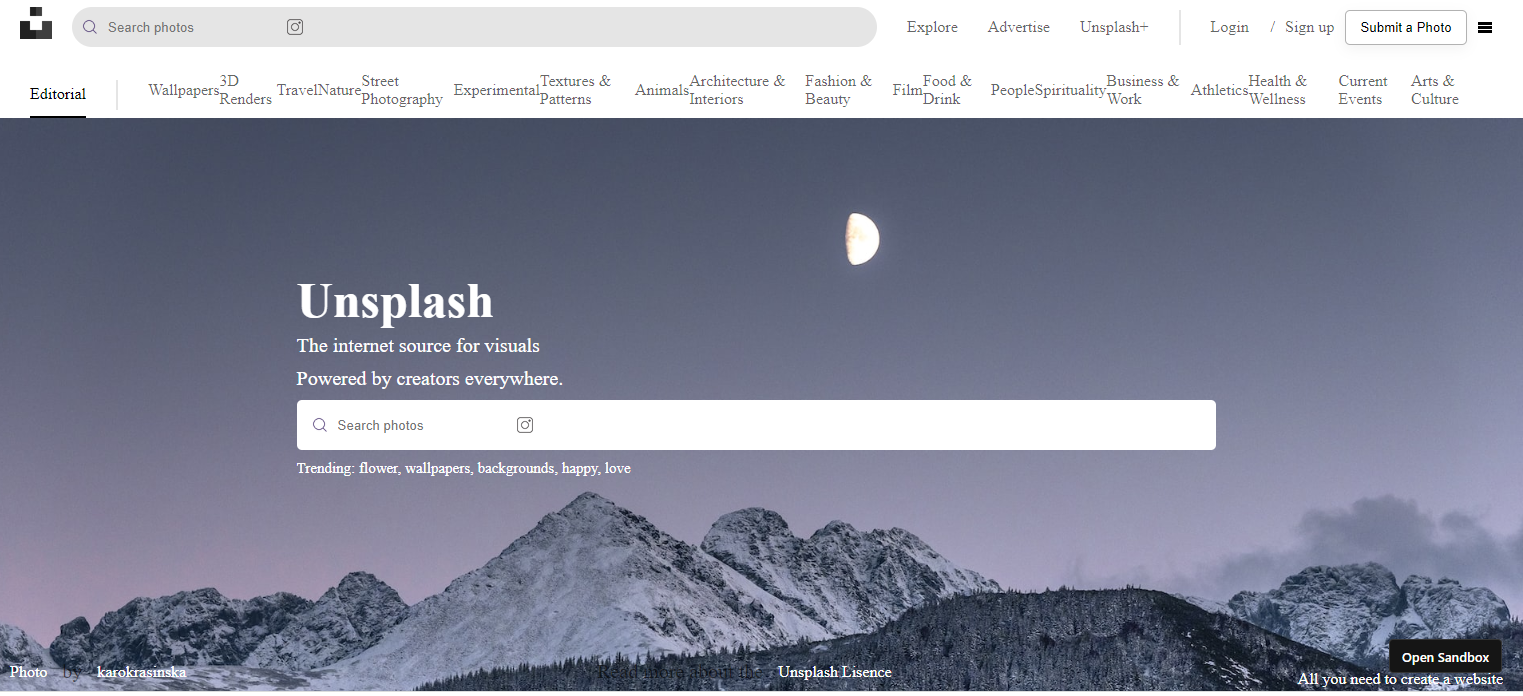 Search photos
Explore Advertise Unsplash+ Login / Sign up Submit a Photo
Editorial
Wallpapers
3D
Renders
Travel
Nature
Street
Photography
Experimental
Textures &
Patterns
Animals
Architecture &
Interiors
Fashion &
Beauty
Film
Food &
Drink
People
Spirituality
Business &
Work
Athletics
Health &
Wellness
Current
Events
Arts &
Culture
Unsplash
The internet source for visuals
Powered by creators everywhere.
Search photos
Trending: flower, wallpapers, backgrounds, happy, love
Photo by karokrasinska
Read more about the Unsplash Lisence
Open Sandbox
All you need to create a website